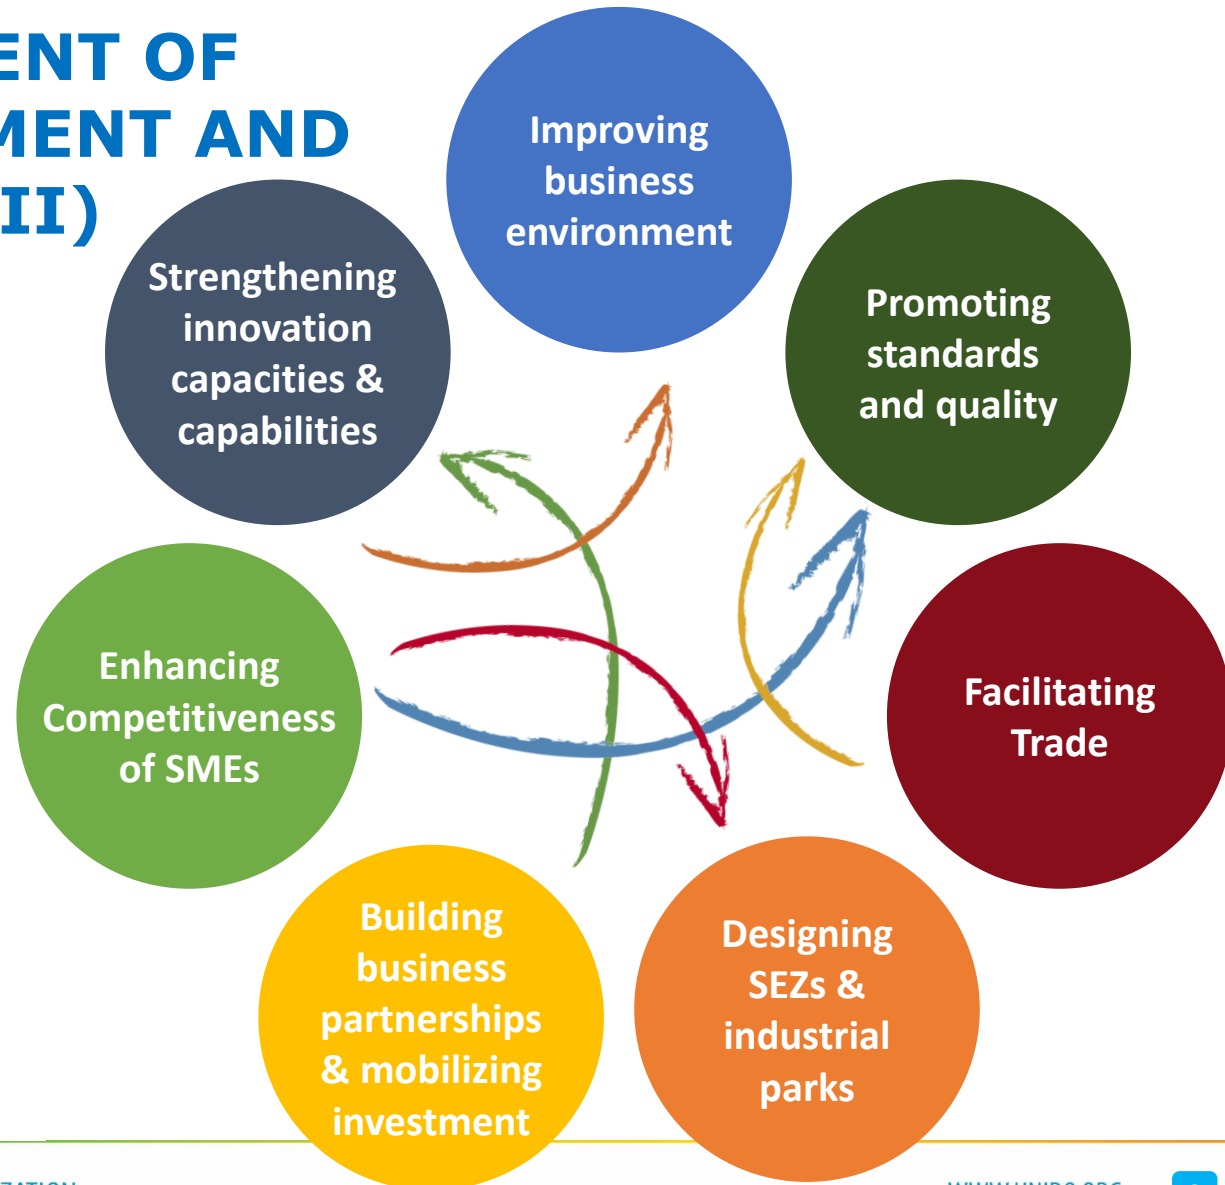 ENT OF
MENT AND
II)
Improving
business
environment
Strengthening
innovation
capacities &
capabilities
Promoting
standards
and quality
Enhancing
Competitiveness
of SMEs
Facilitating
Trade
Building
business
partnerships
& mobilizing
investment
Designing
SEZs &
industrial
parks